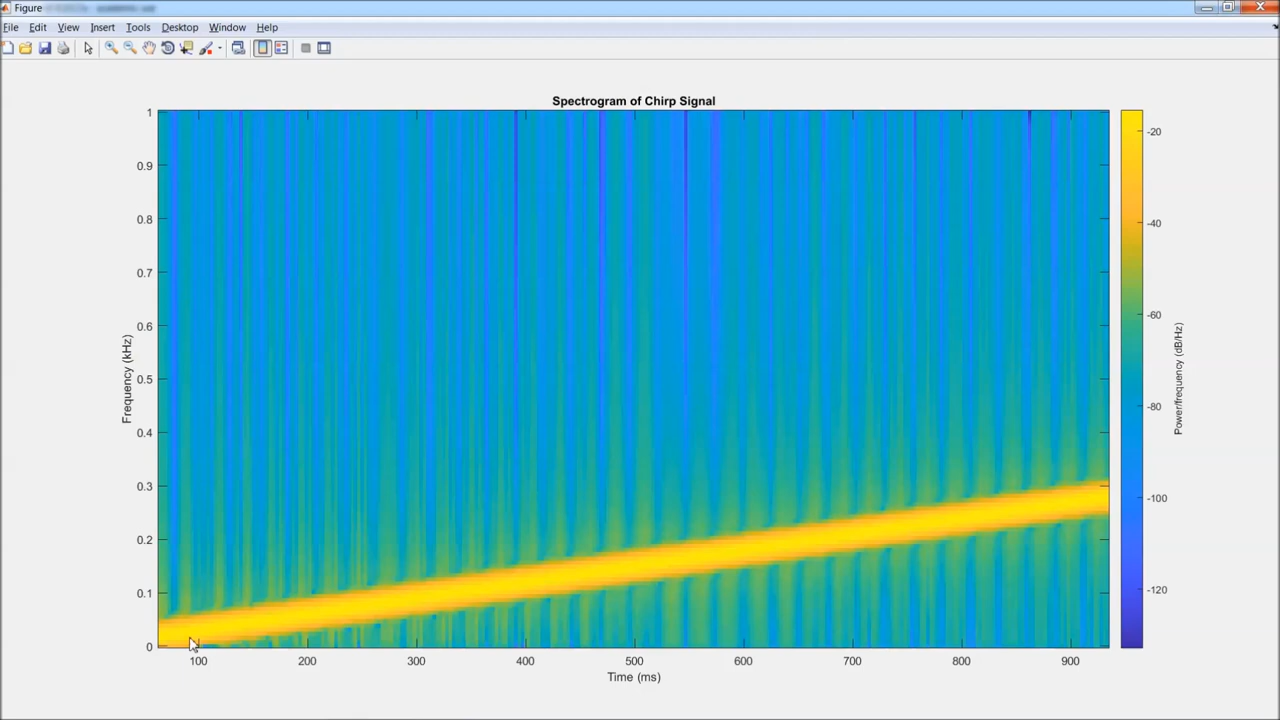 Figure
File Edit View Insert Tools Desktop Window Help
Spectrogram of Chirp Signal
1
0.9
0.8
0.7
0.6
0.5
0.4
0.3
0.2
0.1
0
Frequency (kHz)
100 200 300 400 500 600 700 800 900
Time (ms)
-20
-40
-60
-80
-100
-120
Power/frequency (dB/Hz)